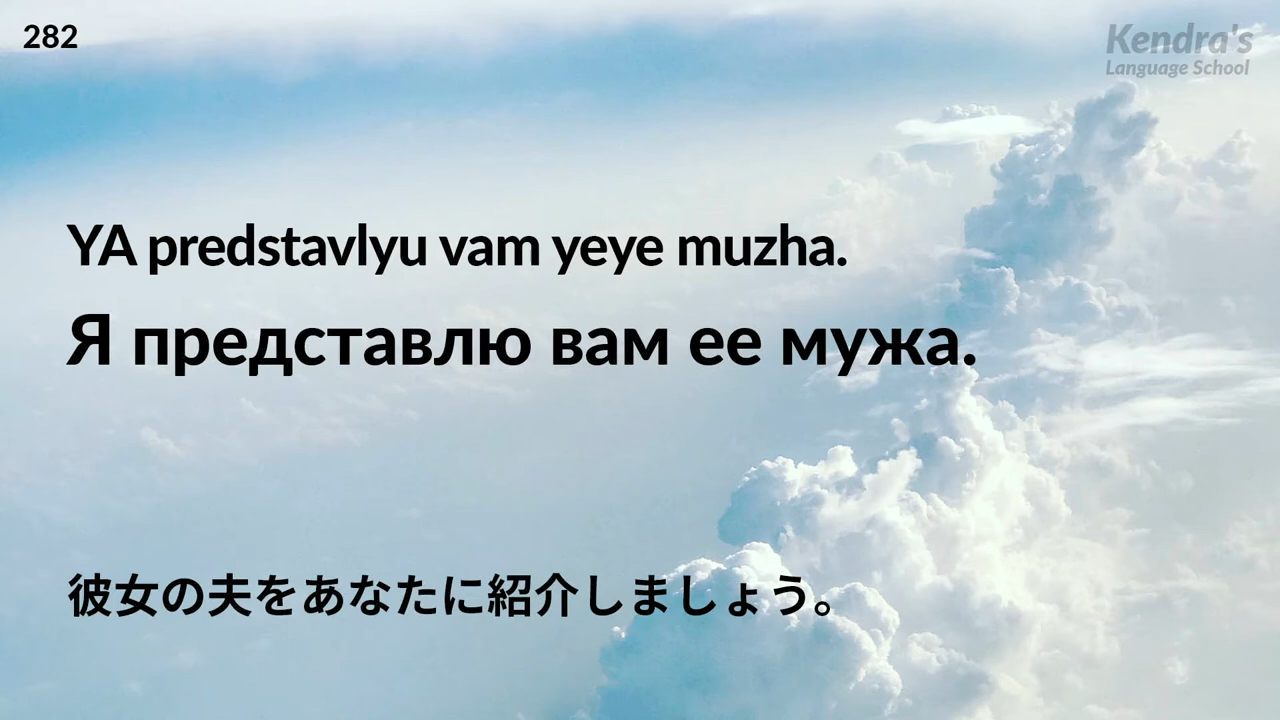 282
Kendra's
Language School
YA predstavlyu vam yeye muzha.
Я представлю вам ее мужа.
彼女の夫をあなたに紹介しましょう。